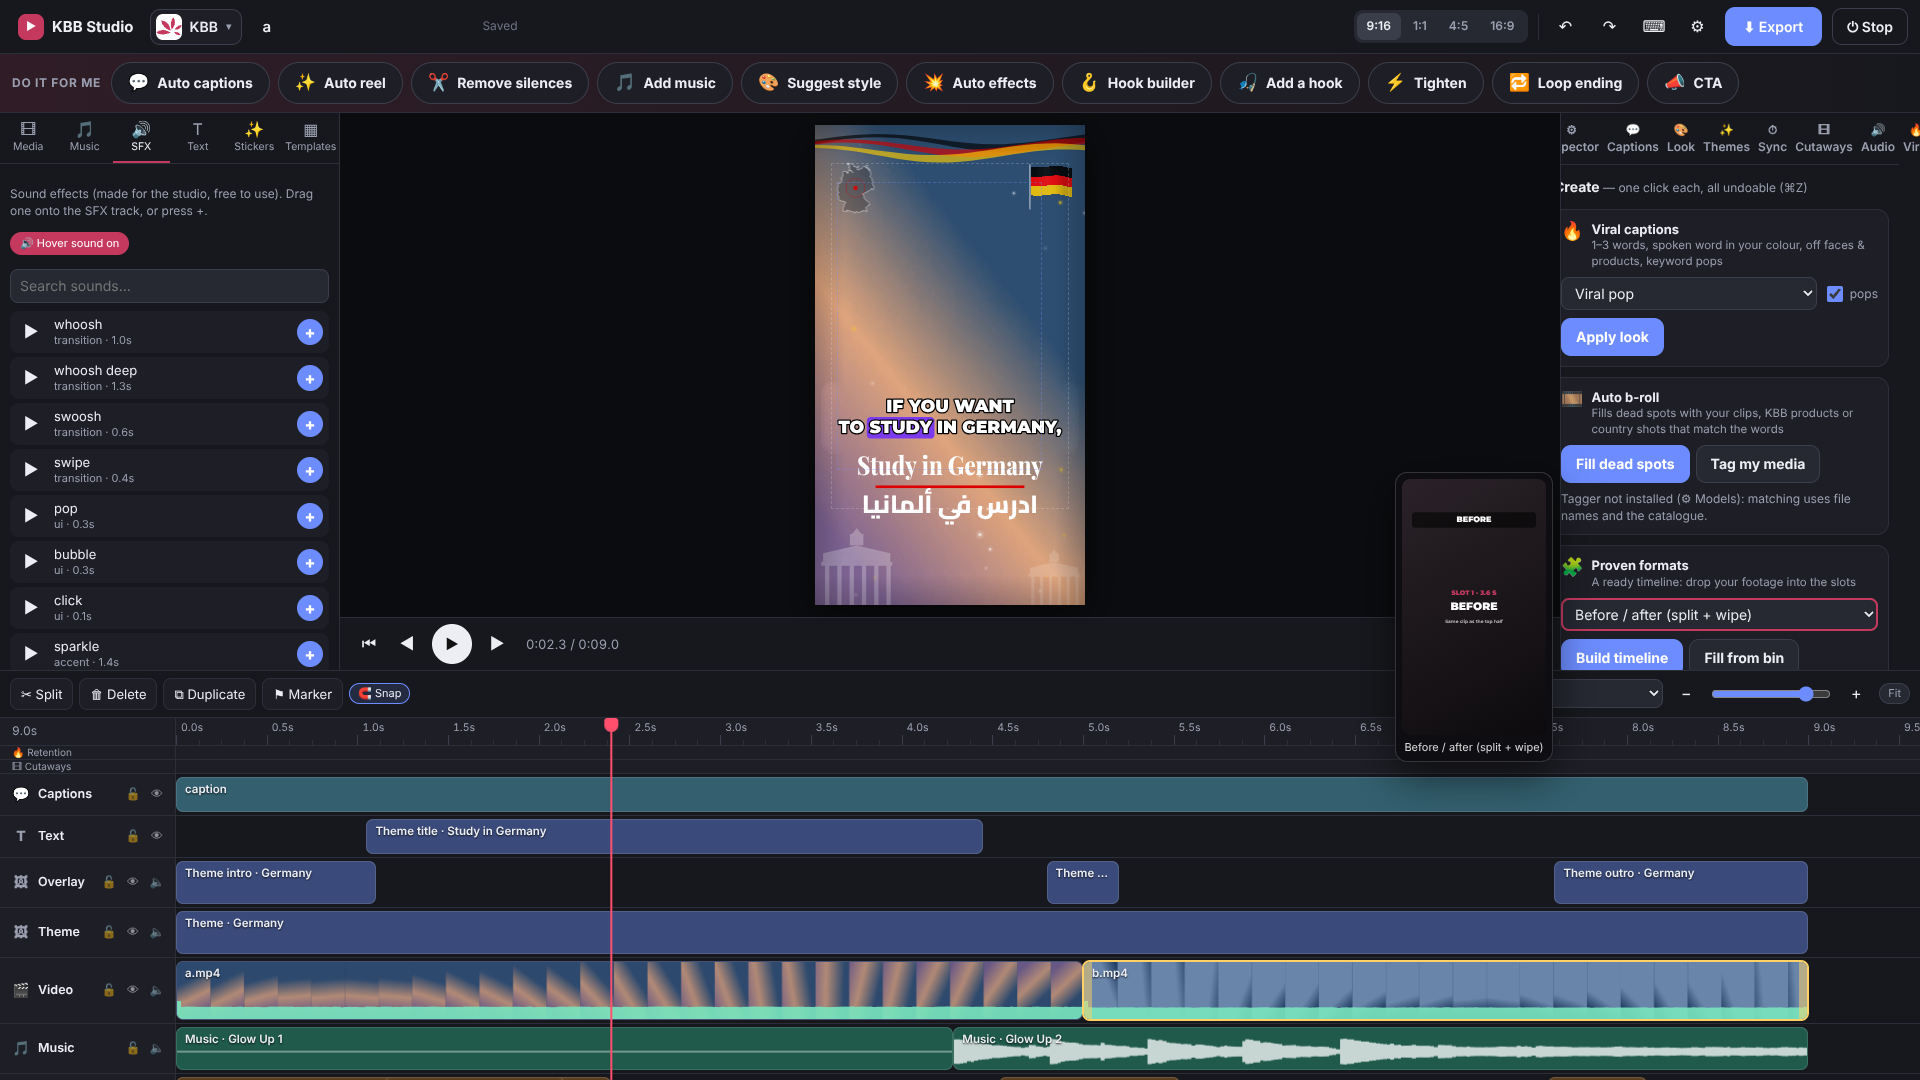 KBB Studio
KBB
a
Saved
9:16
1:1
4:5
16:9
Export
Stop
DO IT FOR ME
Auto captions
Auto reel
Remove silences
Add music
Suggest style
Auto effects
Hook builder
Add a hook
Tighten
Loop ending
CTA
Media
Music
SFX
Text
Stickers
Templates
Sound effects (made for the studio, free to use). Drag
one onto the SFX track, or press +.
Hover sound on
Search sounds...
whoosh
transition · 1.0s
whoosh deep
transition · 1.3s
swoosh
transition · 0.6s
swipe
transition · 0.4s
pop
ui · 0.3s
bubble
ui · 0.3s
click
ui · 0.1s
sparkle
accent · 1.4s
IF YOU WANT
TO STUDY IN GERMANY,
Study in Germany
ادرس في ألمانيا
0:02.3 / 0:09.0
pector
Captions
Look
Themes
Sync
Cutaways
Audio
Vir
Create — one click each, all undoable (⌘Z)
Viral captions
1–3 words, spoken word in your colour, off faces &
products, keyword pops
Viral pop
pops
Apply look
Auto b-roll
Fills dead spots with your clips, KBB products or
country shots that match the words
Fill dead spots
Tag my media
Tagger not installed (⚙ Models): matching uses file
names and the catalogue.
Proven formats
A ready timeline: drop your footage into the slots
Before / after (split + wipe)
Build timeline
Fill from bin
BEFORE
SLOT 1 · 3.6 S
BEFORE
Same clip as the top half
Before / after (split + wipe)
Split
Delete
Duplicate
Marker
Snap
Fit
9.0s
0.0s
0.5s
1.0s
1.5s
2.0s
2.5s
3.0s
3.5s
4.0s
4.5s
5.0s
5.5s
6.0s
6.5s
5s
8.0s
8.5s
9.0s
9.5
Retention
Cutaways
Captions
caption
Text
Theme title · Study in Germany
Overlay
Theme intro · Germany
Theme ...
Theme outro · Germany
Theme
Theme · Germany
Video
a.mp4
b.mp4
Music
Music · Glow Up 1
Music · Glow Up 2